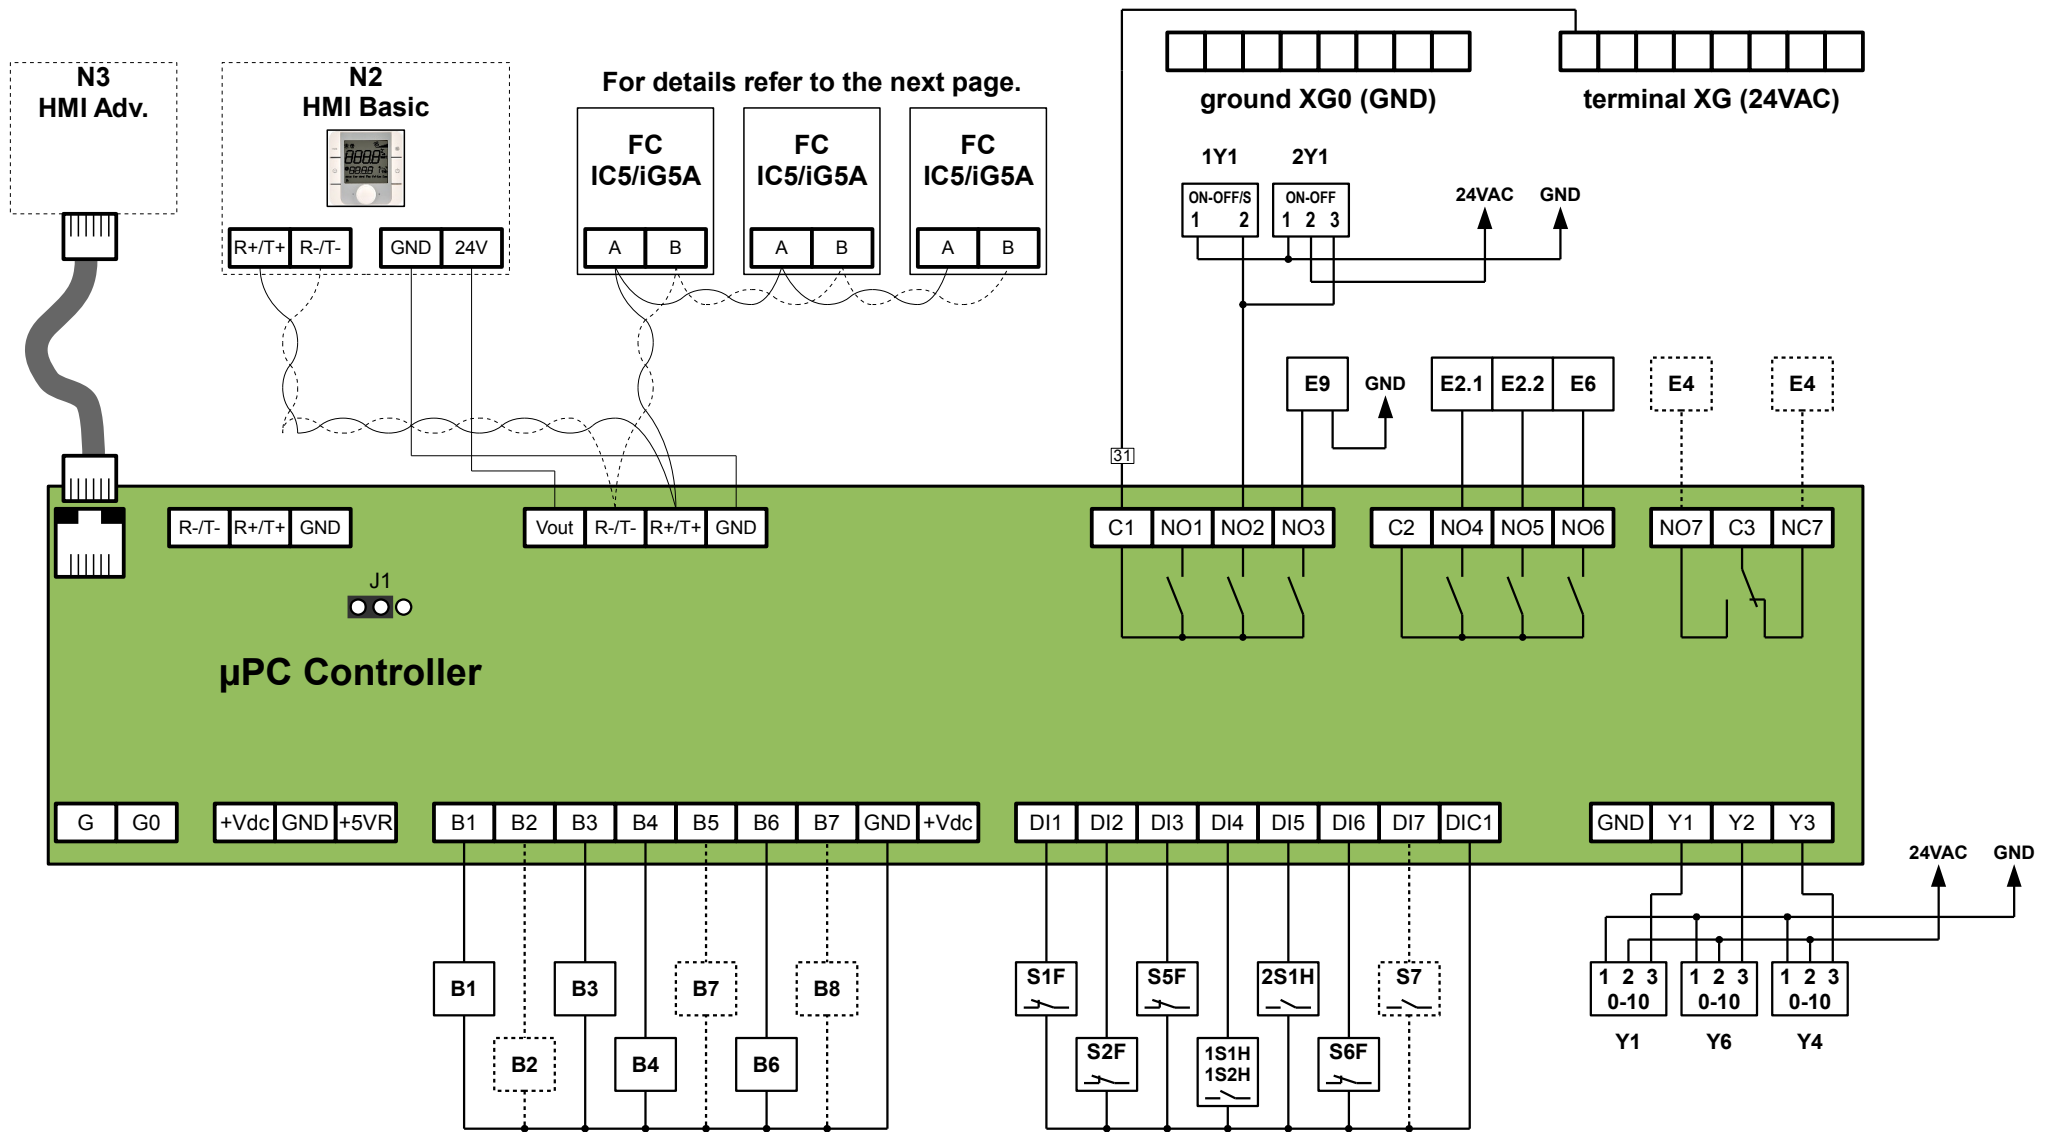 N3
HMI Adv.
N2
HMI Basic
For details refer to the next page.
FC
IC5/iG5A
FC
IC5/iG5A
FC
IC5/iG5A
ground XG0 (GND)
terminal XG (24VAC)
R+/T+ R-/T- GND 24V
A B A B A B
1Y1 2Y1
ON-OFF/S
1 2
ON-OFF
1 2 3
24VAC GND
E9 GND
E2.1 E2.2 E6
E4 E4
31
R-/T- R+/T+ GND
Vout R-/T- R+/T+ GND
C1 NO1 NO2 NO3
C2 NO4 NO5 NO6
NO7 C3 NC7
J1
µPC Controller
G G0
+Vdc GND +5VR
B1 B2 B3 B4 B5 B6 B7 GND +Vdc
DI1 DI2 DI3 DI4 DI5 DI6 DI7 DIC1
GND Y1 Y2 Y3
24VAC GND
B1 B3 B7 B8
B2 B4 B6
S1F S5F 2S1H S7
S2F
1S1H
1S2H
S6F
1 2 3
0-10
Y1
1 2 3
0-10
Y6
1 2 3
0-10
Y4